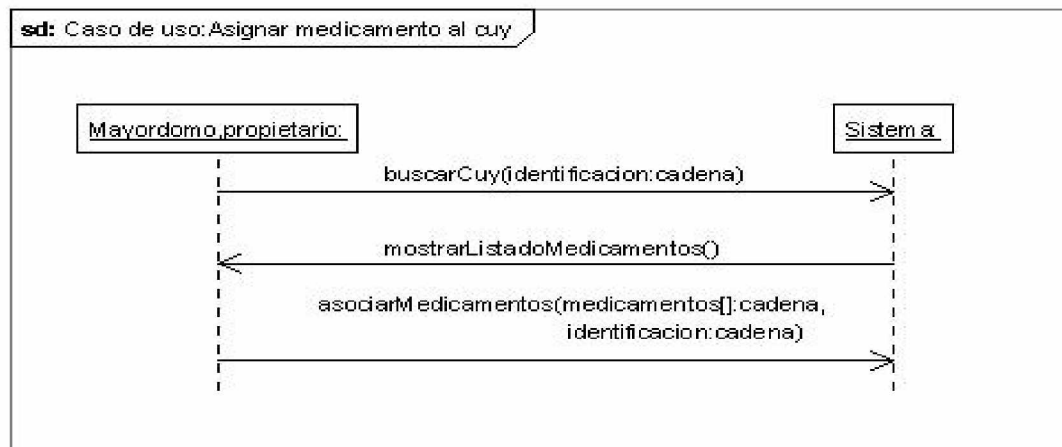 sd: Caso de uso:Asignar medicamento al cuy
Mayordomo,propietario:
Sistema:
buscarCuy(identificacion:cadena)
mostrarListadoMedicamentos()
asociarMedicamentos(medicamentos[]:cadena,
identificacion:cadena)